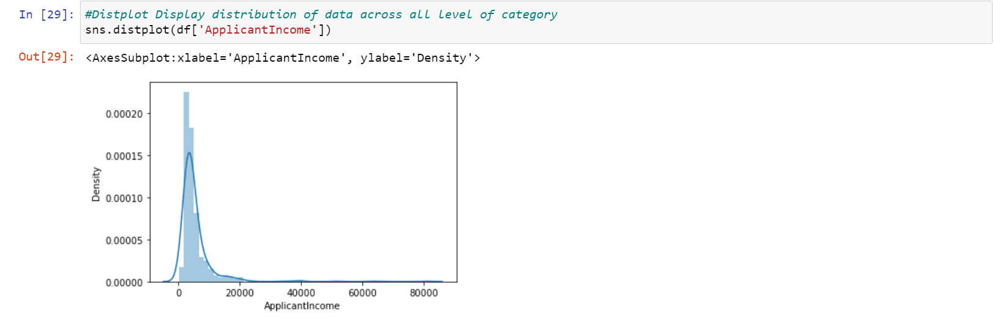 In [29]: #Distplot Display distribution of data across all level of category
sns.distplot(df['ApplicantIncome'])
Out[29]: <AxesSubplot:xlabel='ApplicantIncome', ylabel='Density'>
0.00020
0.00015
0.00010
0.00005
0.00000
Density
0 20000 40000 60000 80000
ApplicantIncome